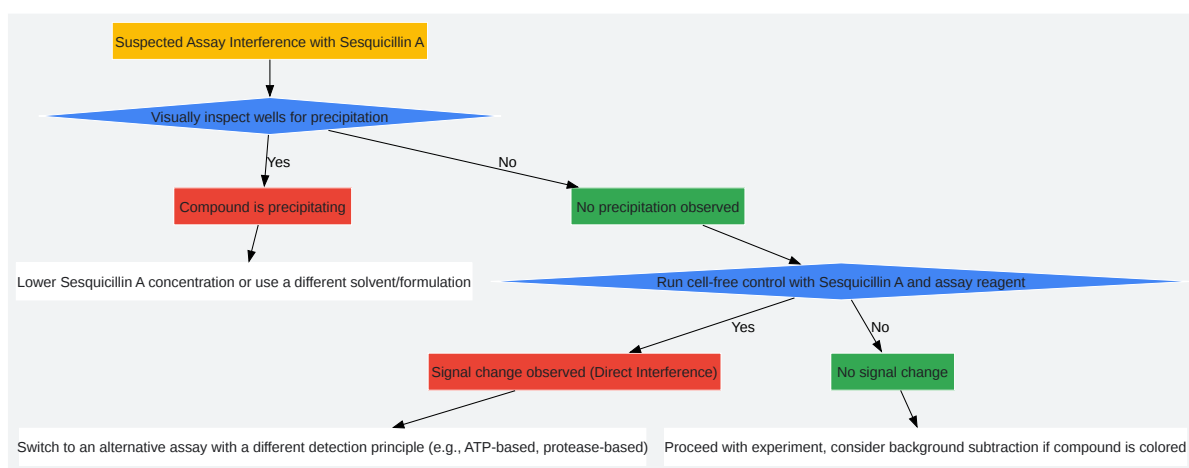 Suspected Assay Interference with Sesquicillin A
Visually inspect wells for precipitation
Yes
No
Compound is precipitating
No precipitation observed
Lower Sesquicillin A concentration or use a different solvent/formulation
Run cell-free control with Sesquicillin A and assay reagent
Yes
No
Signal change observed (Direct Interference)
No signal change
Switch to an alternative assay with a different detection principle (e.g., ATP-based, protease-based)
Proceed with experiment, consider background subtraction if compound is colored